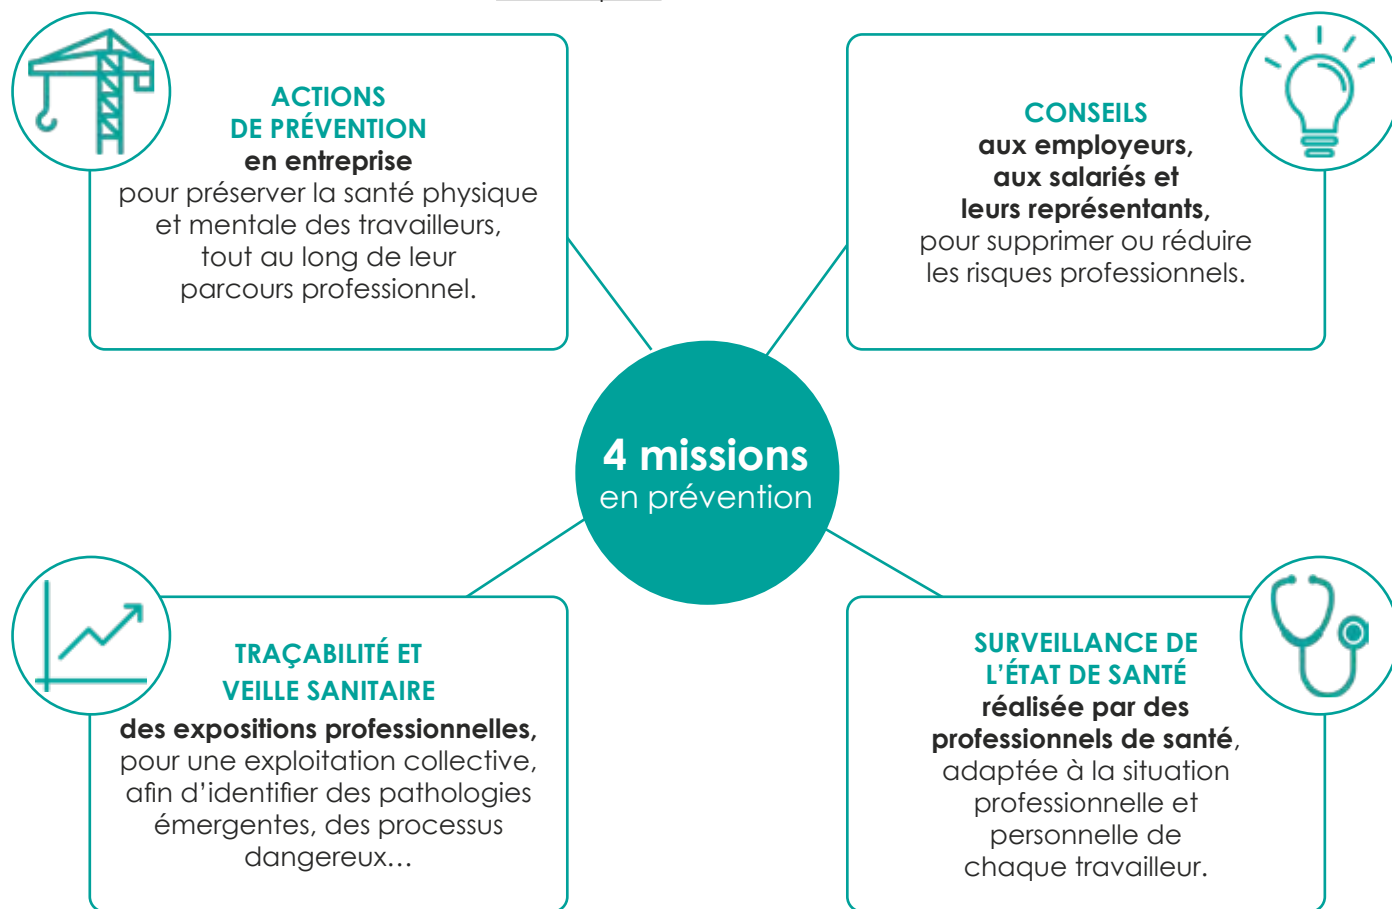 ACTIONS
DE PRÉVENTION
en entreprise
pour préserver la santé physique
et mentale des travailleurs,
tout au long de leur
parcours professionnel.
CONSEILS
aux employeurs,
aux salariés et
leurs représentants,
pour supprimer ou réduire
les risques professionnels.
4 missions
en prévention
TRAÇABILITÉ ET
VEILLE SANITAIRE
des expositions professionnelles,
pour une exploitation collective,
afin d’identifier des pathologies
émergentes, des processus
dangereux…
SURVEILLANCE DE
L’ÉTAT DE SANTÉ
réalisée par des
professionnels de santé,
adaptée à la situation
professionnelle et
personnelle de
chaque travailleur.